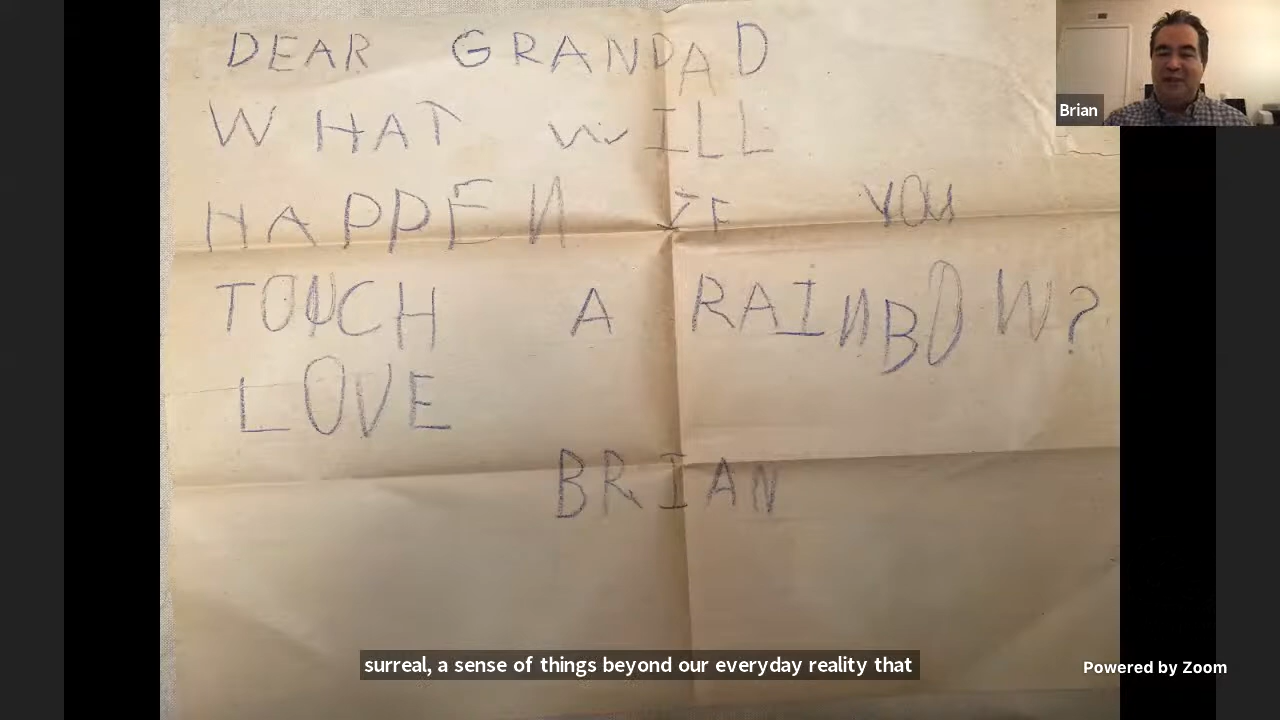 DEAR GRANDAD
WHAT WILL
HAPPEN IF YOU
TOUCH A RAINBOW?
LOVE
BRIAN
Brian
surreal, a sense of things beyond our everyday reality that
Powered by Zoom